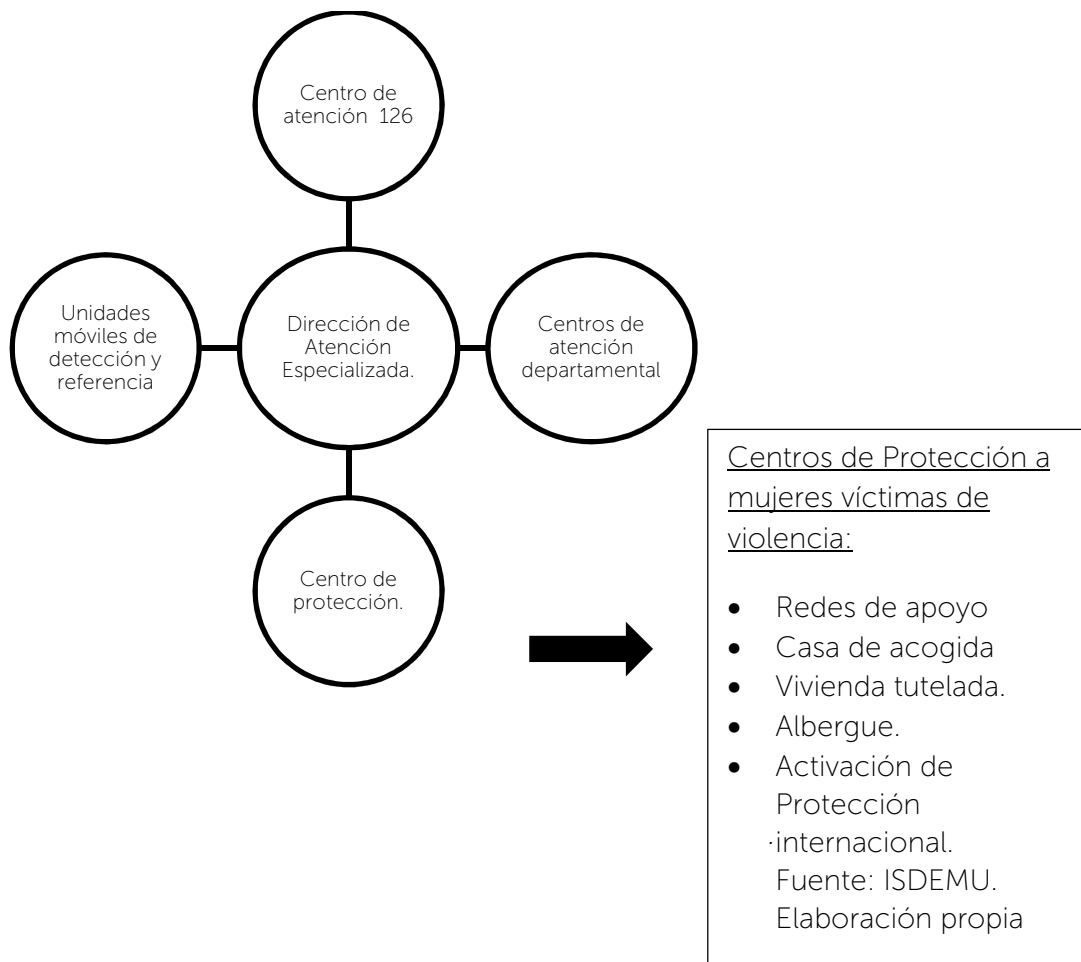 Centro de
atención 126
Unidades
móviles de
detección y
referencia
Dirección de
Atención
Especializada.
Centros de
atención
departamental
Centro de
protección.
Centros de Protección a
mujeres víctimas de
violencia:
• Redes de apoyo
• Casa de acogida
• Vivienda tutelada.
• Albergue.
• Activación de
Protección
·internacional.
Fuente: ISDEMU.
Elaboración propia